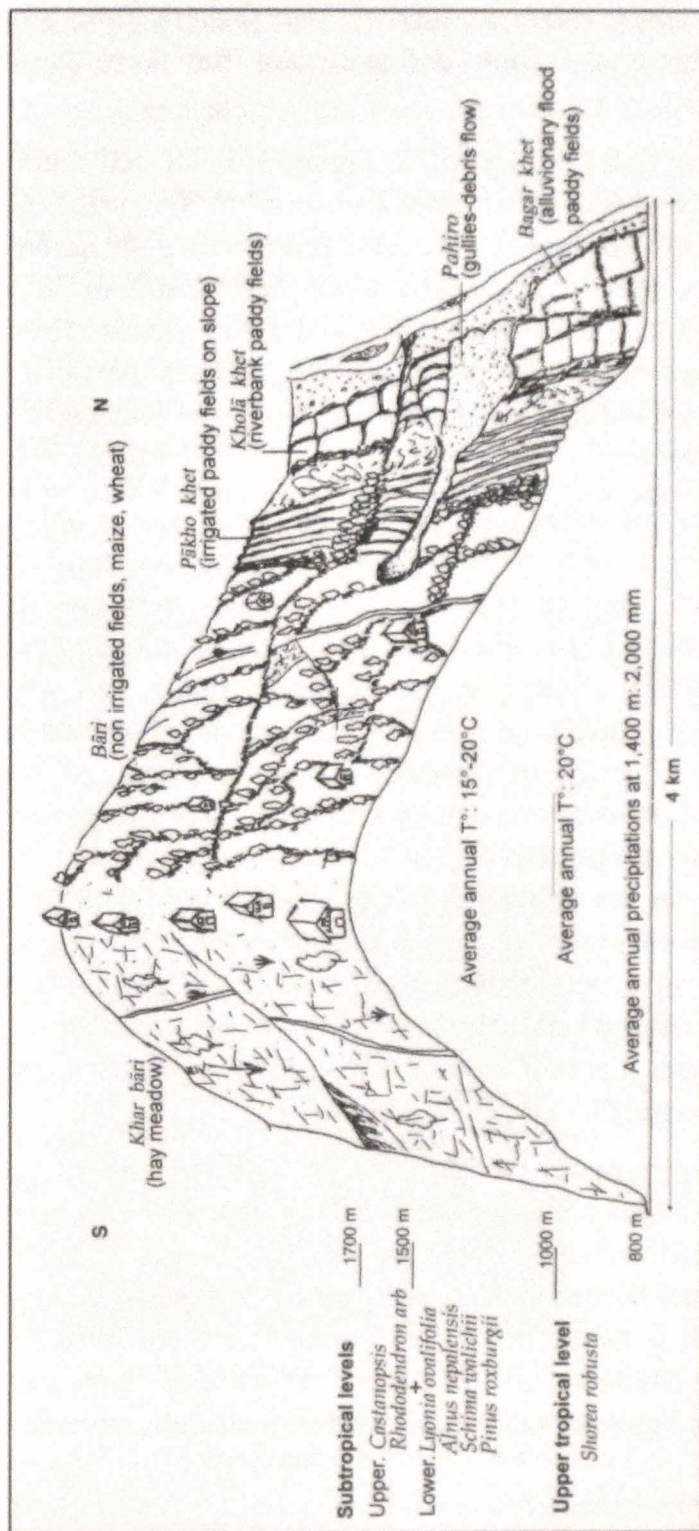 S
N
Khar bāri
(hay meadow)
Bāri
(non irrigated fields, maize, wheat)
Pākho khet
(irrigated paddy fields on slope)
Kholā khet
(riverbank paddy fields)
Pahiro
(gullies-debris flow)
Bagar khet
(alluvionary flood
paddy fields)
Subtropical levels
1700 m
Upper. Castanopsis
Rhododendron arb
+
1500 m
Lower. Lyonia ovatifolia
Alnus nepalensis
Schima walichii
Pinus roxburgii
1000 m
Upper tropical level
Shorea robusta
800 m
Average annual T°: 15°-20°C
Average annual T°: 20°C
Average annual precipitations at 1,400 m: 2,000 mm
4 km